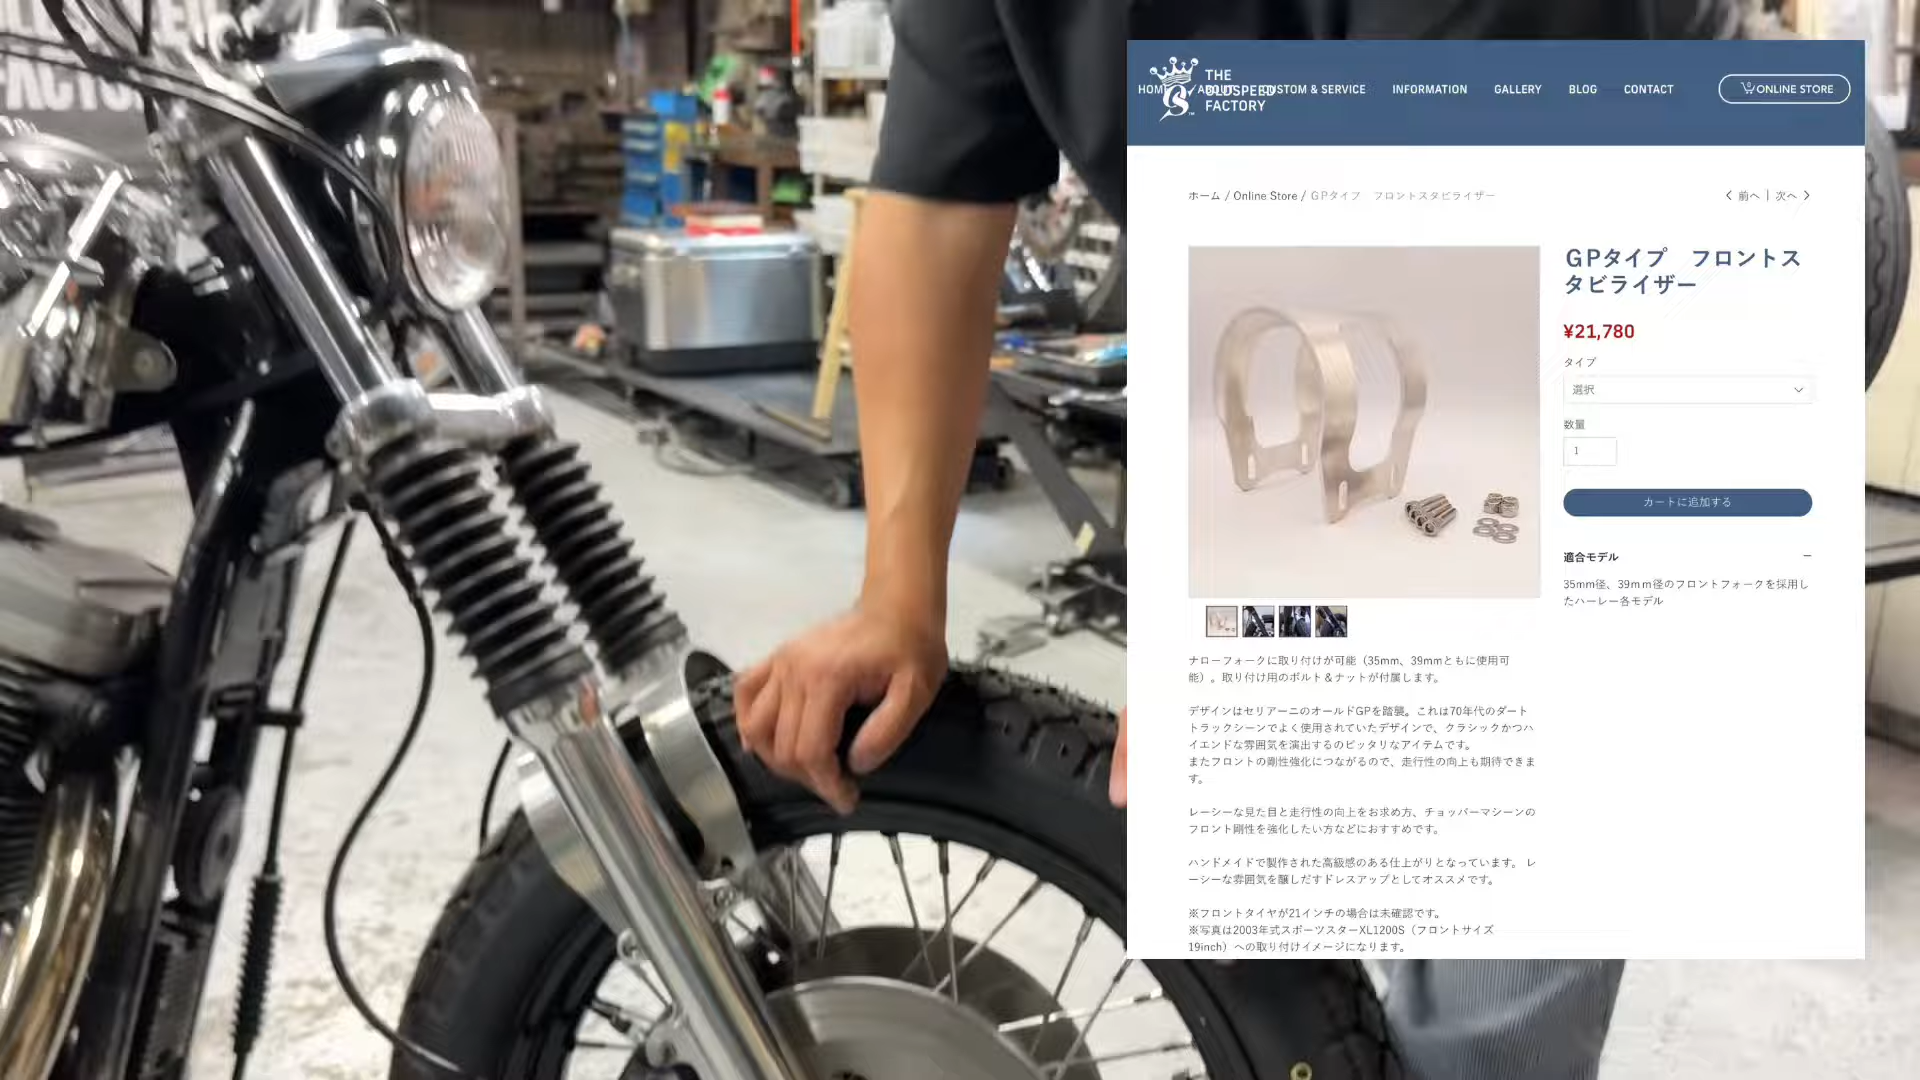 FACTORY
THE
OLDSPEED
FACTORY
HOME
ABOUT
CUSTOM & SERVICE
INFORMATION
GALLERY
BLOG
CONTACT
ONLINE STORE
ホーム / Online Store / GPタイプ　フロントスタビライザー
前へ | 次へ
GPタイプ　フロントス
タビライザー
¥21,780
タイプ
選択
数量
1
カートに追加する
適合モデル
35mm径、39ｍｍ径のフロントフォークを採用し
たハーレー各モデル
ナローフォークに取り付けが可能（35mm、39mmともに使用可
能）。取り付け用のボルト＆ナットが付属します。
デザインはセリアーニのオールドGPを踏襲。これは70年代のダート
トラックシーンでよく使用されていたデザインで、クラシックかつハ
イエンドな雰囲気を演出するのピッタリなアイテムです。
またフロントの剛性強化につながるので、走行性の向上も期待できま
す。
レーシーな見た目と走行性の向上をお求め方、チョッパーマシーンの
フロント剛性を強化したい方などにおすすめです。
ハンドメイドで製作された高級感のある仕上がりとなっています。 レ
ーシーな雰囲気を醸しだすドレスアップとしてオススメです。
※フロントタイヤが21インチの場合は未確認です。
※写真は2003年式スポーツスターXL1200S（フロントサイズ
19inch）への取り付けイメージになります。